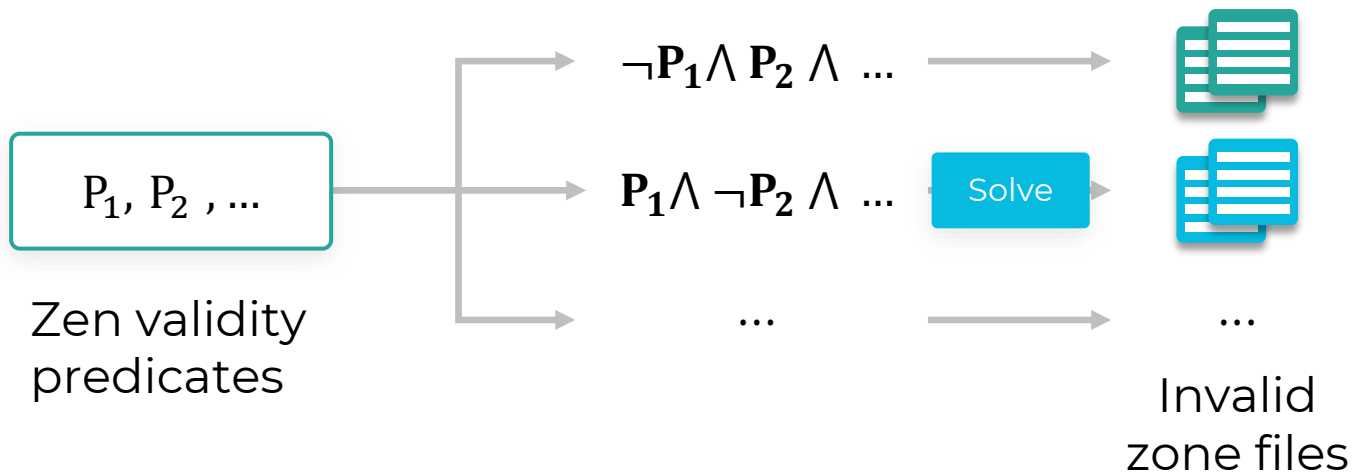 ¬P₁⋀ P₂ ⋀ ...
P₁, P₂ , ...
P₁⋀ ¬P₂ ⋀ ...
Solve
...
...
Zen validity
predicates
Invalid
zone files